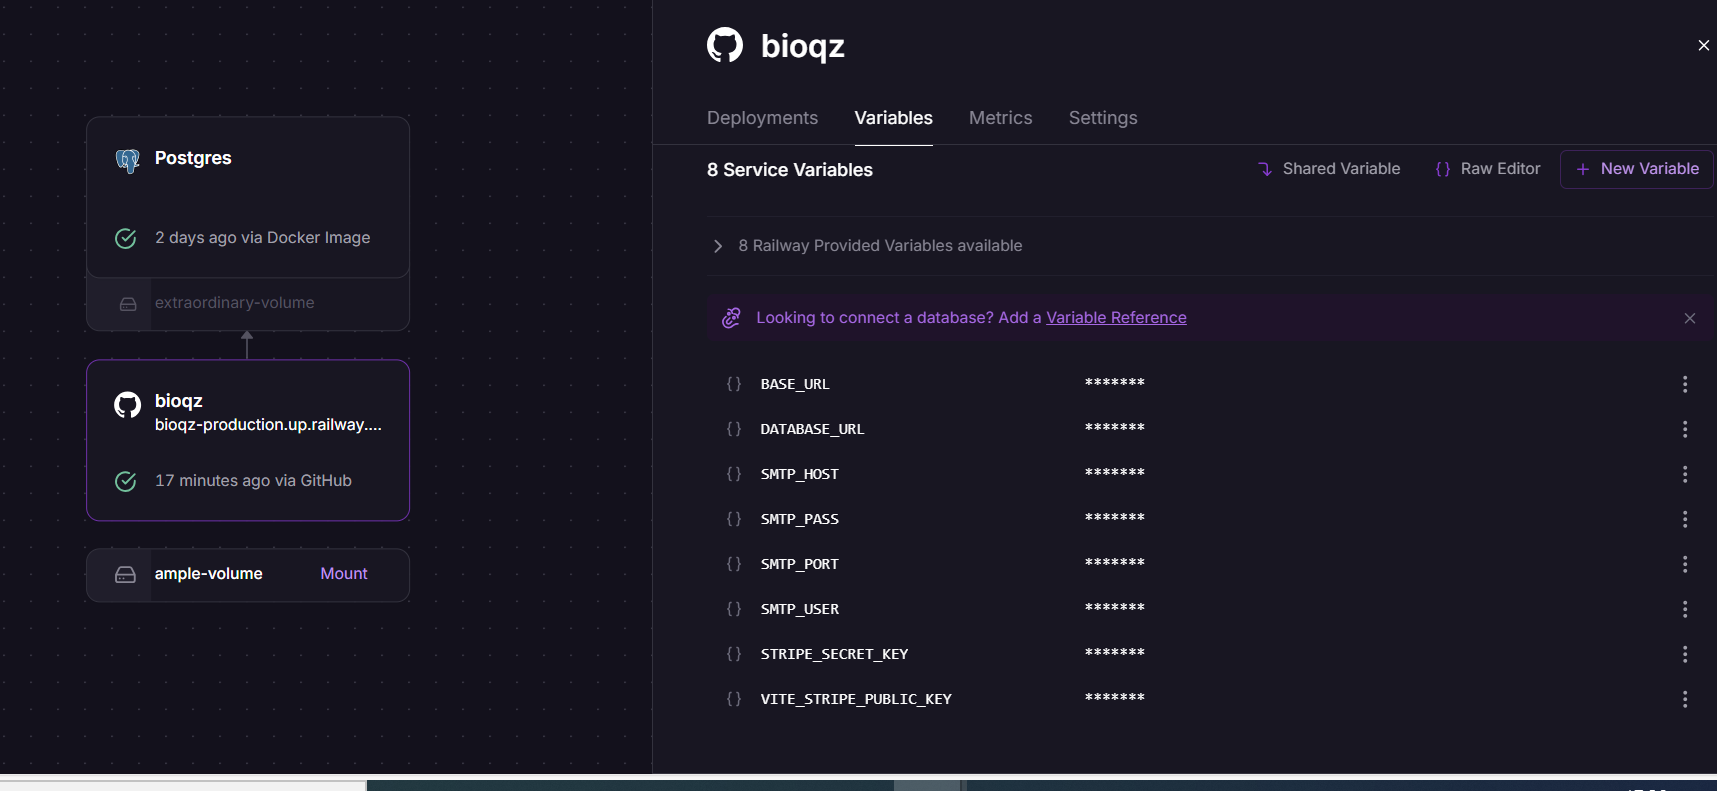 Postgres
2 days ago via Docker Image
extraordinary-volume
bioqz
bioqz-production.up.railway....
17 minutes ago via GitHub
ample-volume Mount
bioqz
Deployments Variables Metrics Settings
8 Service Variables Shared Variable {} Raw Editor + New Variable
8 Railway Provided Variables available
Looking to connect a database? Add a Variable Reference
{} BASE_URL *******
{} DATABASE_URL *******
{} SMTP_HOST *******
{} SMTP_PASS *******
{} SMTP_PORT *******
{} SMTP_USER *******
{} STRIPE_SECRET_KEY *******
{} VITE_STRIPE_PUBLIC_KEY *******